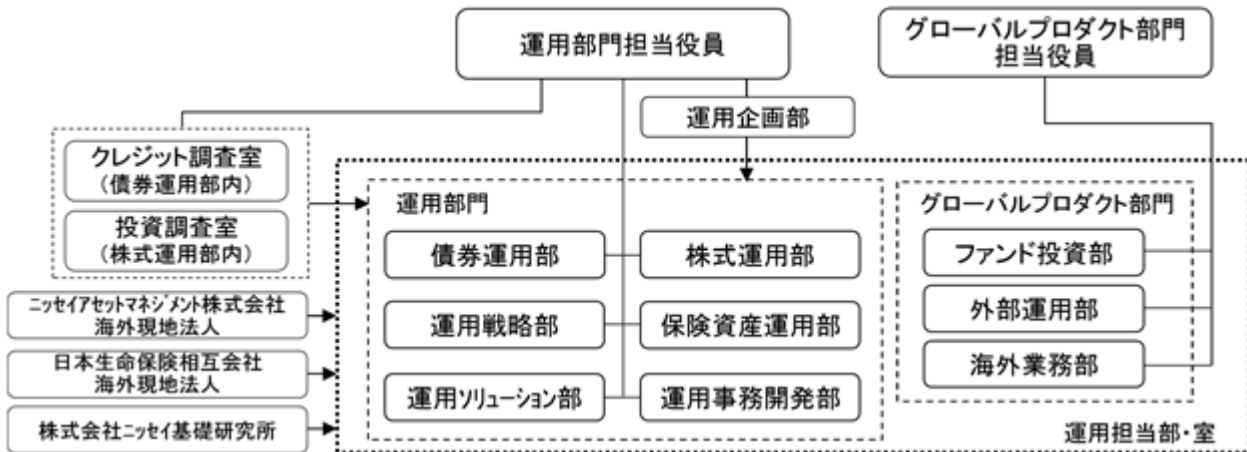 運用部門担当役員
グローバルプロダクト部門
担当役員
運用企画部
クレジット調査室
(債券運用部内)
投資調査室
(株式運用部内)
ニッセイアセットマネジメント株式会社
海外現地法人
日本生命保険相互会社
海外現地法人
株式会社ニッセイ基礎研究所
運用部門
債券運用部
株式運用部
運用戦略部
保険資産運用部
運用ソリューション部
運用事務開発部
グローバルプロダクト部門
ファンド投資部
外部運用部
海外業務部
運用担当部・室